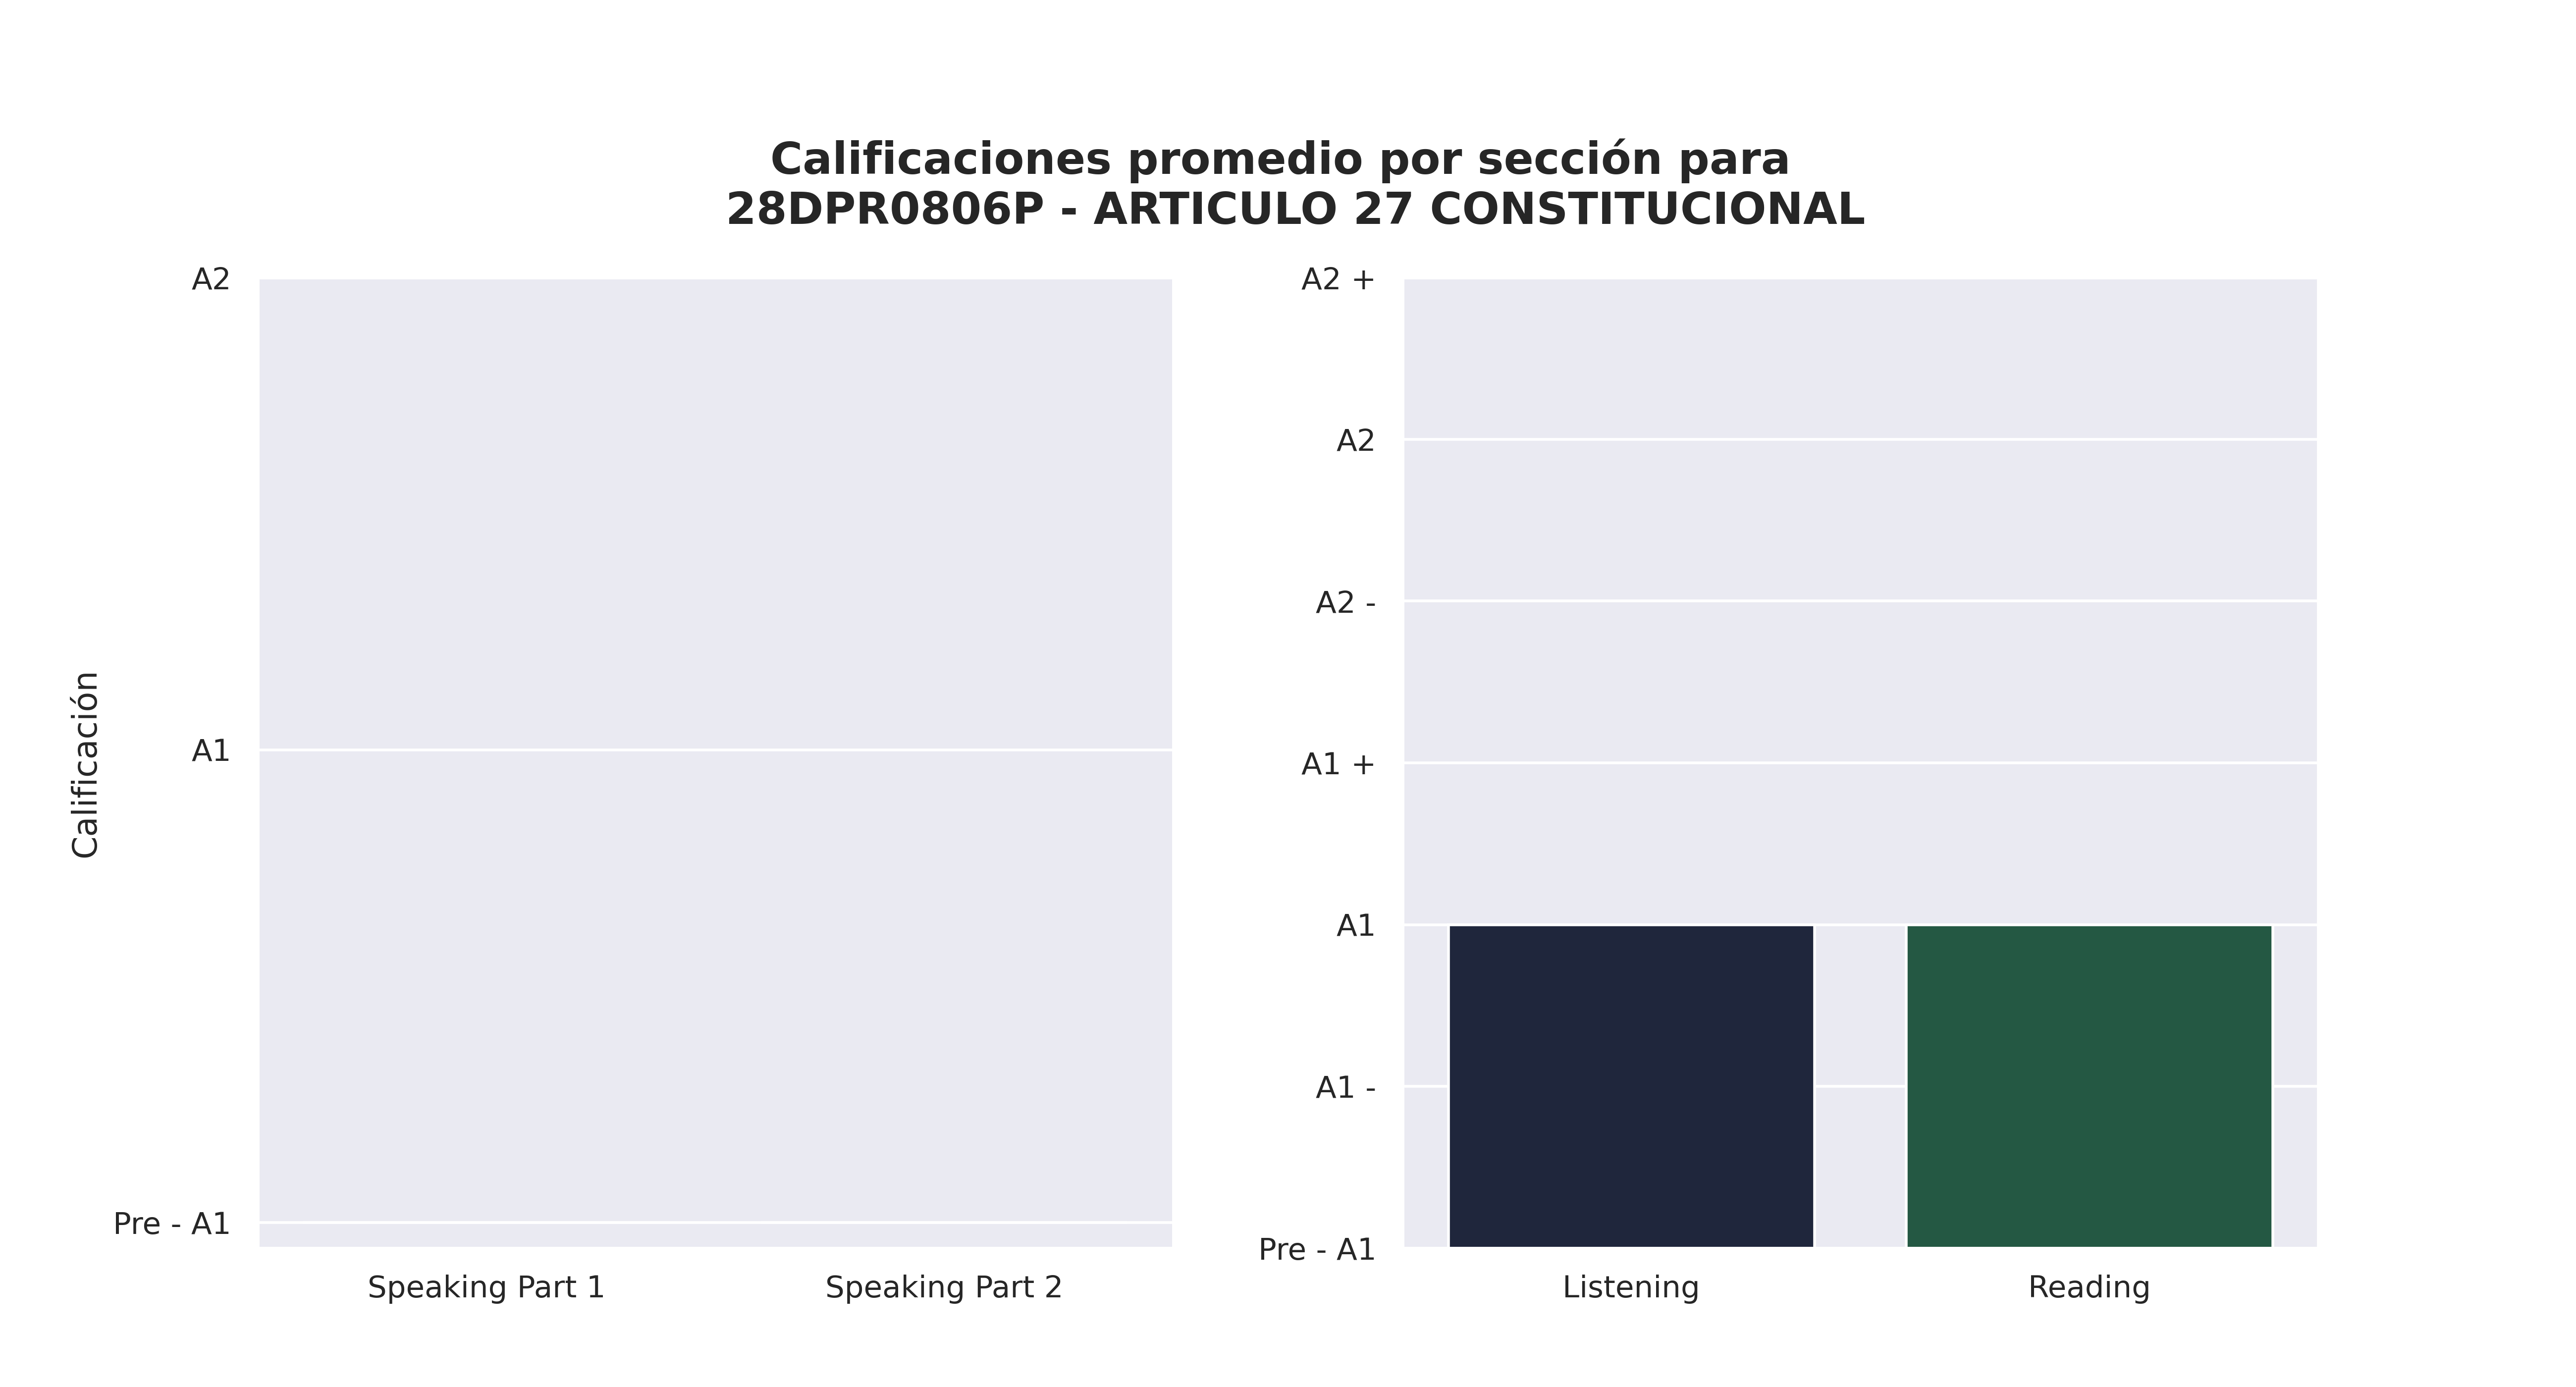 Calificaciones promedio por sección para
28DPR0806P - ARTICULO 27 CONSTITUCIONAL
Calificación
A2
A1
Pre - A1
Speaking Part 1
Speaking Part 2
A2 +
A2
A2 -
A1 +
A1
A1 -
Pre - A1
Listening
Reading